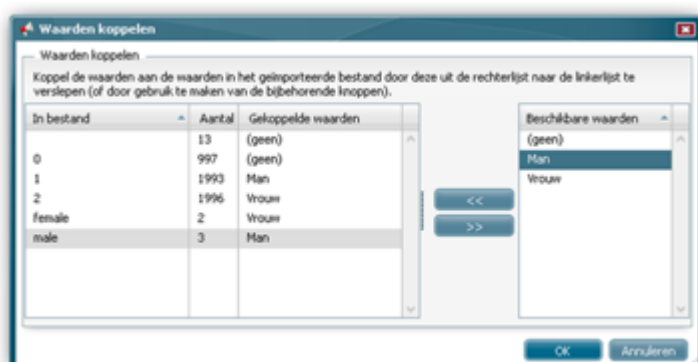 Waarden koppelen
Waarden koppelen
Koppel de waarden aan de waarden in het geïmporteerde bestand door deze uit de rechterlijst naar de linkerlijst te
verslepen (of door gebruik te maken van de bijbehorende knoppen).
In bestand Aantal Gekoppelde waarden Beschikbare waarden
13 (geen) (geen)
0 997 (geen) Man
1 1993 Man Vrouw
2 1996 Vrouw
<<
female 2 Vrouw
>>
male 3 Man
OK Annuleren